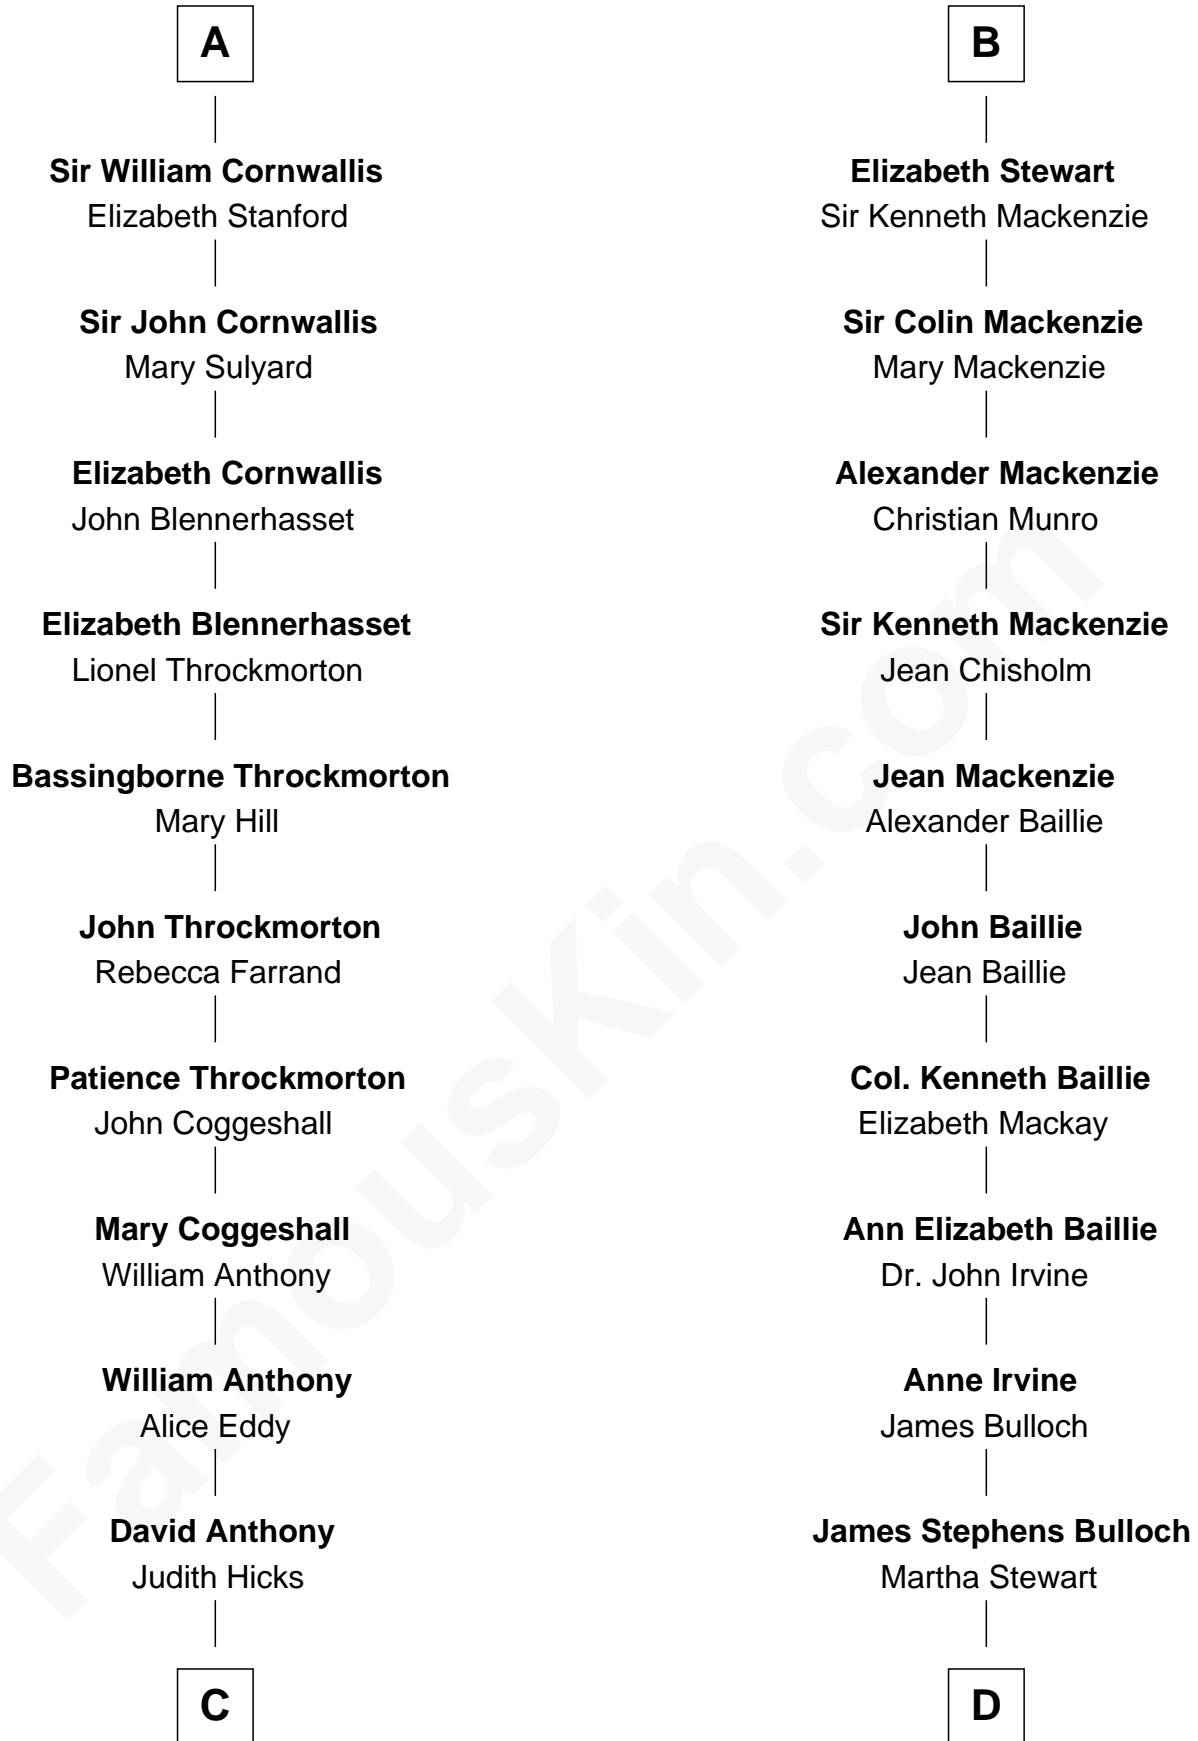 A
Sir William Cornwallis
Elizabeth Stanford
Sir John Cornwallis
Mary Sulyard
Elizabeth Cornwallis
John Blennerhasset
Elizabeth Blennerhasset
Lionel Throckmorton
Bassingborne Throckmorton
Mary Hill
John Throckmorton
Rebecca Farrand
Patience Throckmorton
John Coggeshall
Mary Coggeshall
William Anthony
William Anthony
Alice Eddy
David Anthony
Judith Hicks
C
B
Elizabeth Stewart
Sir Kenneth Mackenzie
Sir Colin Mackenzie
Mary Mackenzie
Alexander Mackenzie
Christian Munro
Sir Kenneth Mackenzie
Jean Chisholm
Jean Mackenzie
Alexander Baillie
John Baillie
Jean Baillie
Col. Kenneth Baillie
Elizabeth Mackay
Ann Elizabeth Baillie
Dr. John Irvine
Anne Irvine
James Bulloch
James Stephens Bulloch
Martha Stewart
D
FamousKin.com